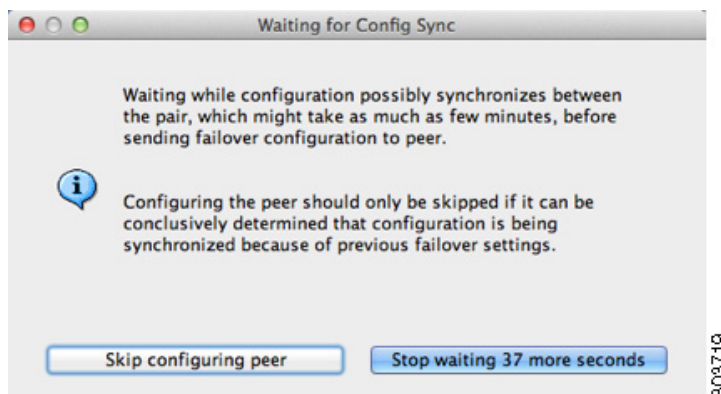 Waiting for Config Sync
Waiting while configuration possibly synchronizes between
the pair, which might take as much as few minutes, before
sending failover configuration to peer.
Configuring the peer should only be skipped if it can be
conclusively determined that configuration is being
synchronized because of previous failover settings.
Skip configuring peer
Stop waiting 37 more seconds
303719